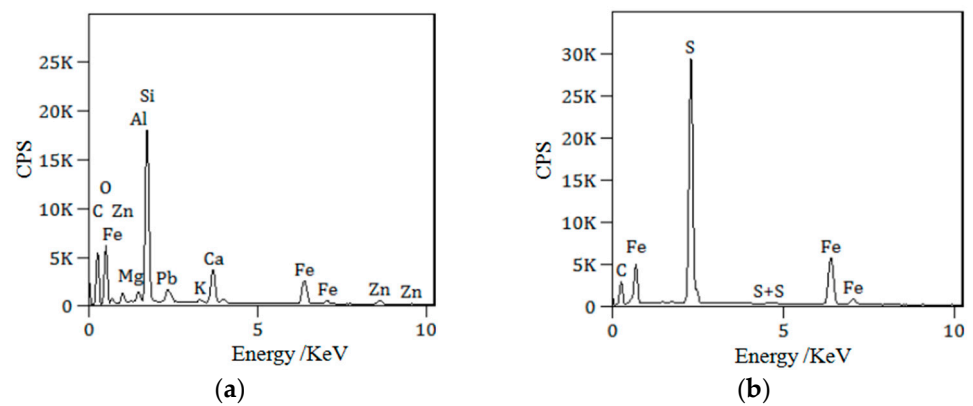 25K
20K
15K
10K
5K
0
CPS
Si
Al
O
C Zn
Fe
Mg
Pb
K
Ca
Fe
Fe
Zn
Zn
0 5 10
Energy /KeV
(a)
30K
25K
20K
15K
10K
5K
0
CPS
S
Fe
C
S+S
Fe
Fe
0 5 10
Energy /KeV
(b)